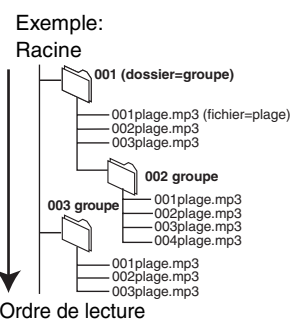 Exemple:
Racine
001 (dossier=groupe)
001plage.mp3 (fichier=plage)
002plage.mp3
003plage.mp3
002 groupe
001plage.mp3
002plage.mp3
003plage.mp3
004plage.mp3
003 groupe
001plage.mp3
002plage.mp3
003plage.mp3
Ordre de lecture